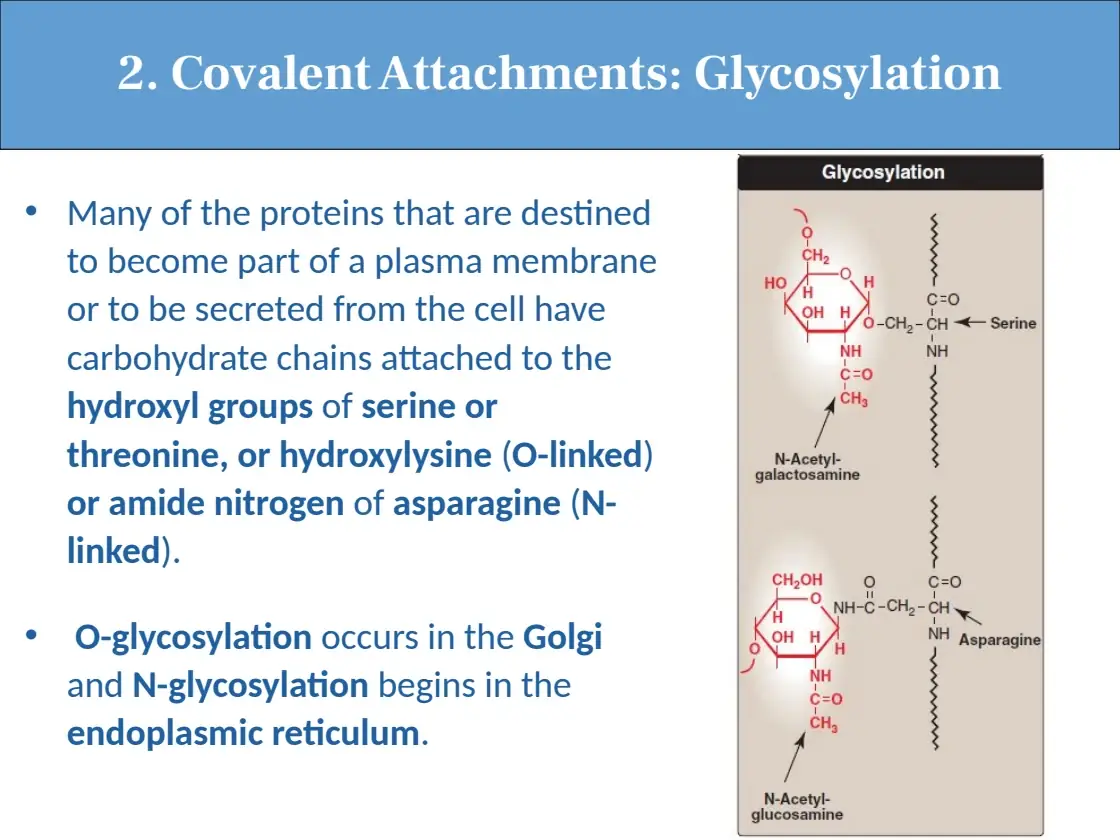 2. Covalent Attachments: Glycosylation
• Many of the proteins that are destined
to become part of a plasma membrane
or to be secreted from the cell have
carbohydrate chains attached to the
hydroxyl groups of serine or
threonine, or hydroxylysine (O-linked)
or amide nitrogen of asparagine (N-
linked).
• O-glycosylation occurs in the Golgi
and N-glycosylation begins in the
endoplasmic reticulum.
Glycosylation
O
CH2
O
HO
H
H
OH
H
O-CH2-CH
C=O
Serine
NH
NH
C=O
CH3
N-Acetyl-
galactosamine
CH2OH
O
O
C=O
NH-C-CH2-CH
H
OH
H
H
O
NH
Asparagine
NH
C=O
CH3
N-Acetyl-
glucosamine